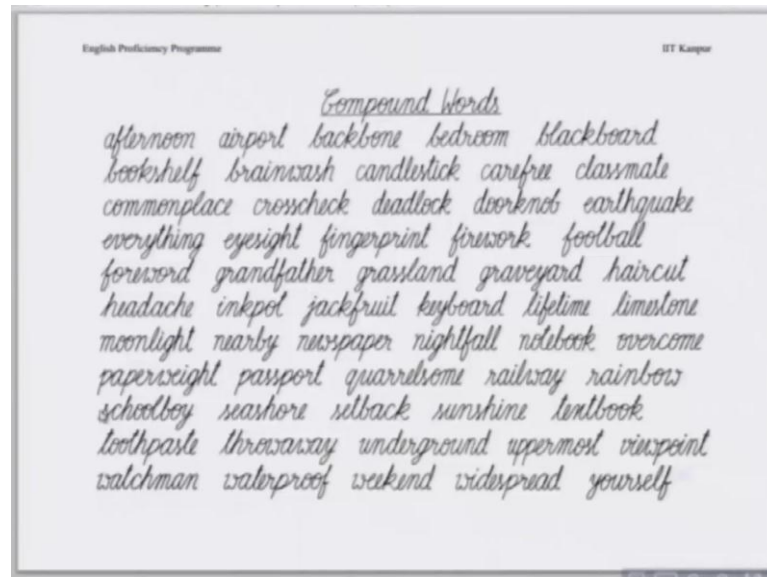 English Proficiency Programme IIT Kanpur
Compound Words
afternoon airport backbone bedroom blackboard
bookshelf brainwash candlestick carefree classmate
commonplace crosscheck deadlock doorknob earthquake
everything eyesight fingerprint firework football
foreword grandfather grassland graveyard haircut
headache inkpot jackfruit keyboard lifetime limestone
moonlight nearby newspaper nightfall notebook overcome
paperweight passport quarrelsome railway rainbow
schoolboy seashore setback sunshine textbook
toothpaste throwaway underground uppermost viewpoint
watchman waterproof weekend widespread yourself